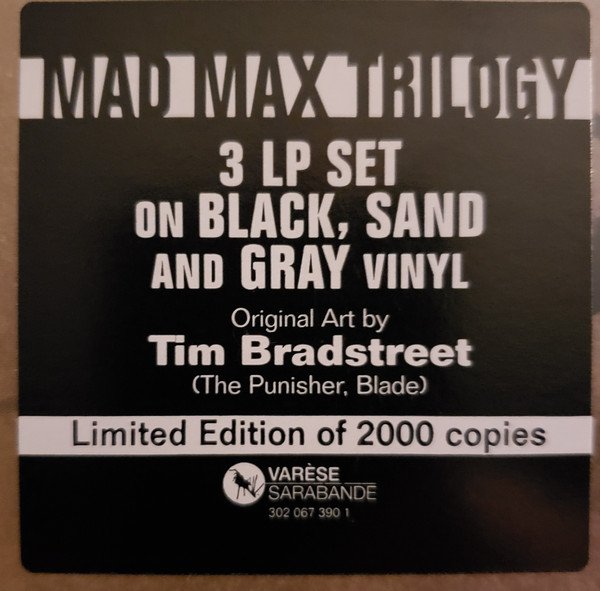 MAD MAX TRILOGY
3 LP SET
ON BLACK, SAND
AND GRAY VINYL
Original Art by
Tim Bradstreet
(The Punisher, Blade)
Limited Edition of 2000 copies
VARÈSE
SARABANDE
302 067 390 1